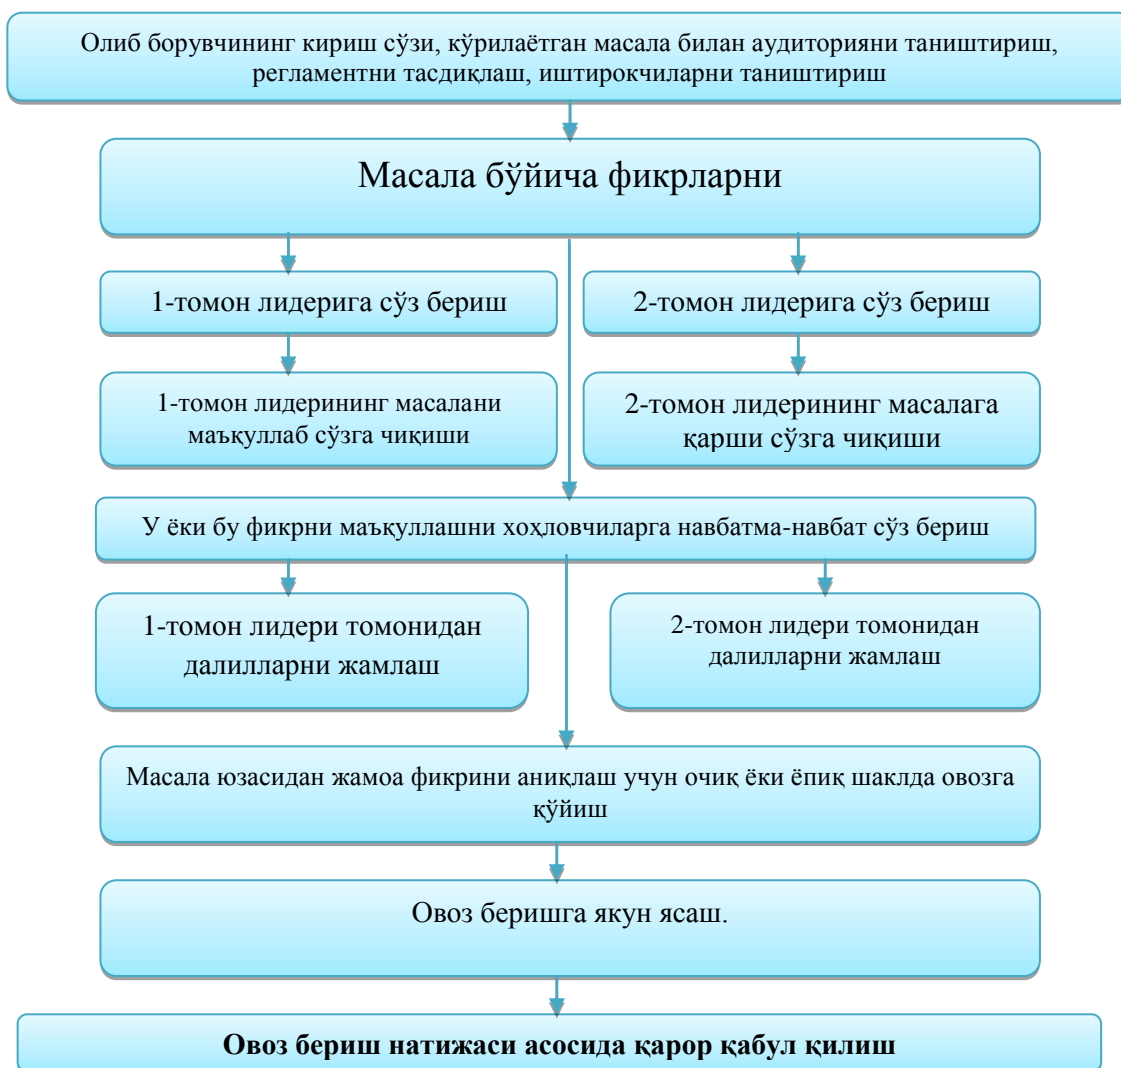 Олиб борувчининг кириш сўзи, кўрилаётган масала билан аудиторияни таништириш,
регламентни тасдиқлаш, иштирокчиларни таништириш
Масала бўйича фикрларни
1-томон лидерига сўз бериш
2-томон лидерига сўз бериш
1-томон лидерининг масалани
маъқуллаб сўзга чиқиши
2-томон лидерининг масалага
қарши сўзга чиқиши
У ёки бу фикрни маъқуллашни хоҳловчиларга навбатма-навбат сўз бериш
1-томон лидери томонидан
далилларни жамлаш
2-томон лидери томонидан
далилларни жамлаш
Масала юзасидан жамоа фикрини аниқлаш учун очиқ ёки ёпиқ шаклда овозга
қўйиш
Овоз беришга якун ясаш.
Овоз бериш натижаси асосида қарор қабул қилиш